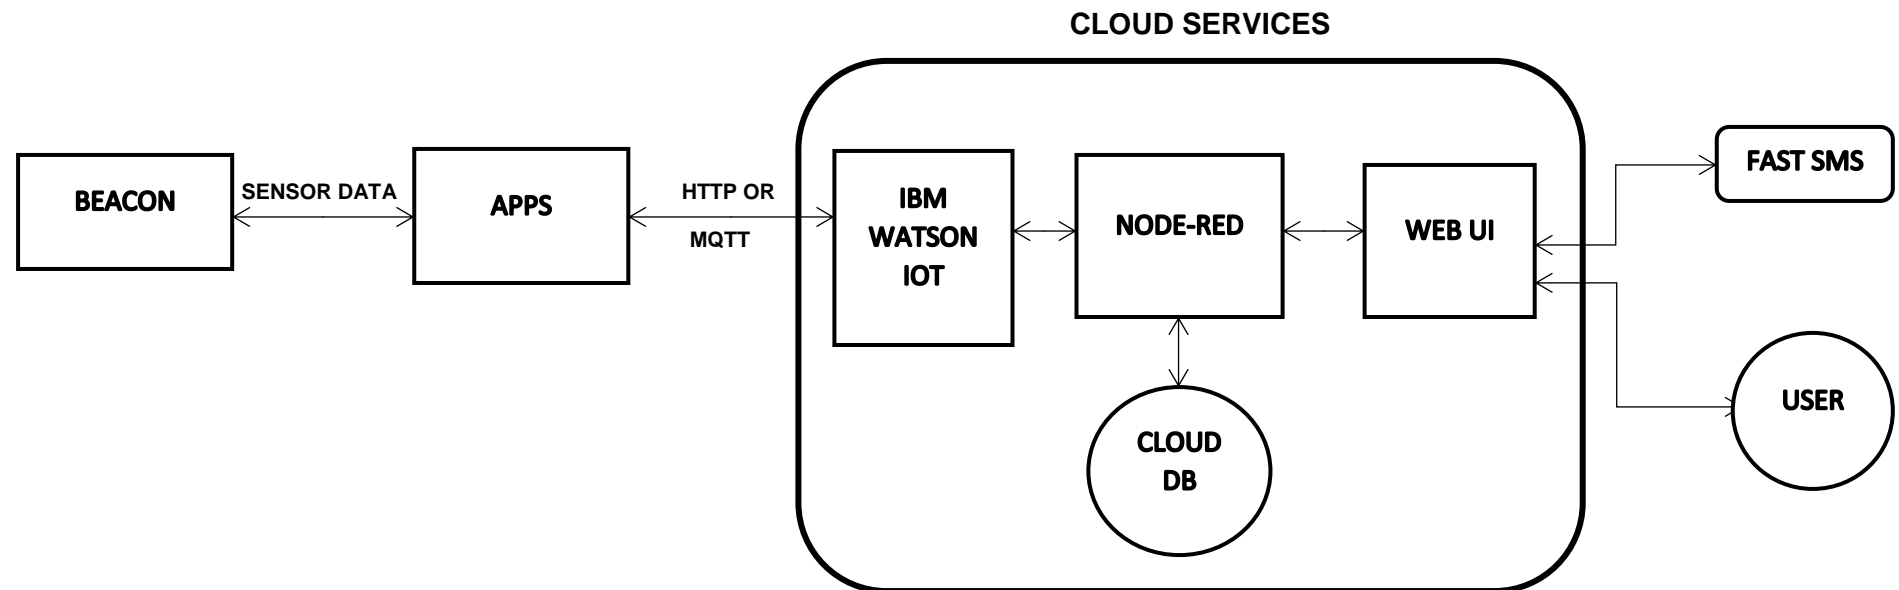 CLOUD SERVICES
BEACON
SENSOR DATA
APPS
HTTP OR
MQTT
IBM
WATSON
IOT
NODE-RED
WEB UI
FAST SMS
CLOUD
DB
USER